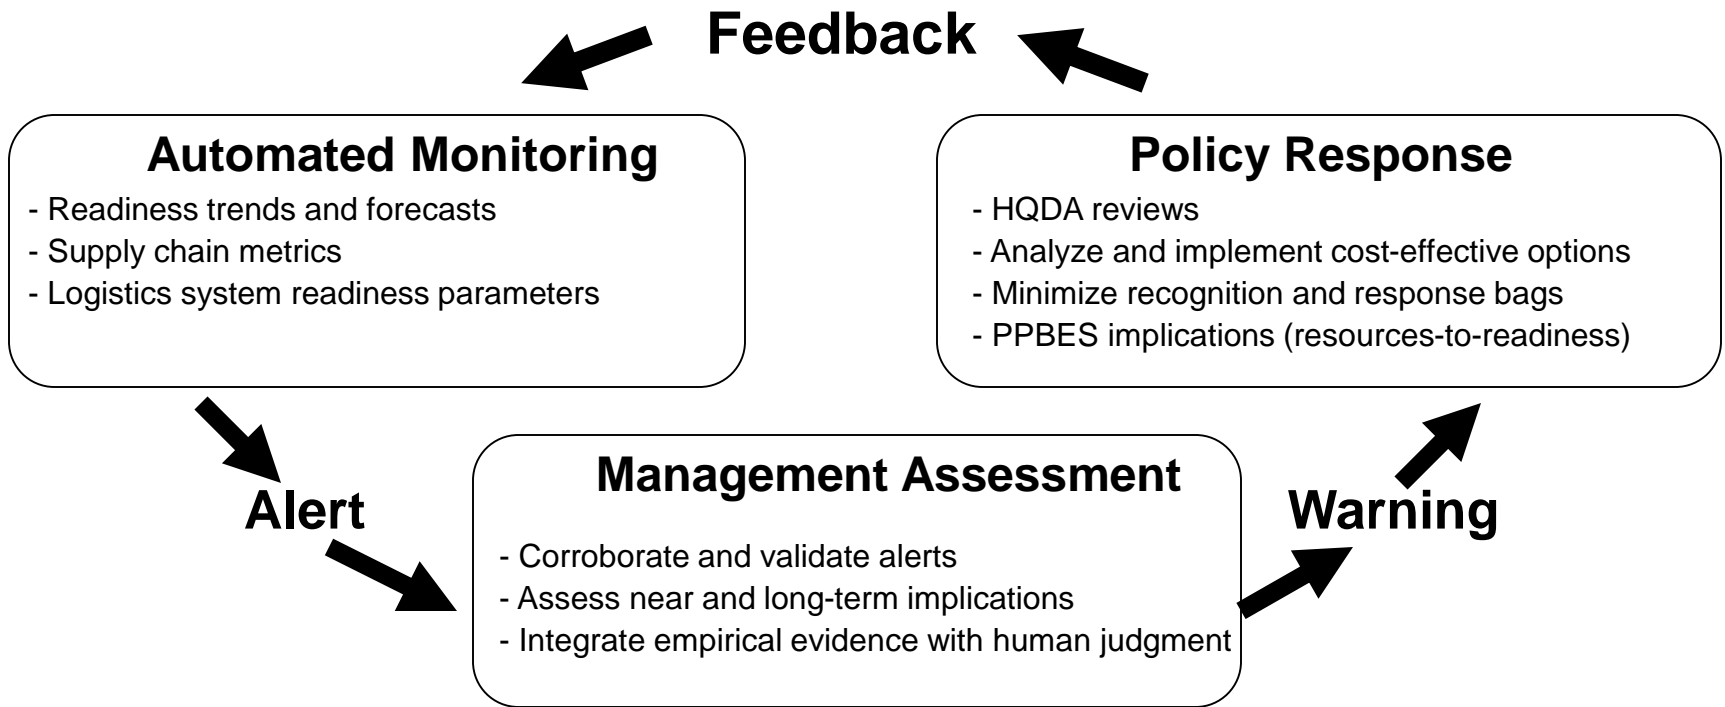 Feedback
Automated Monitoring
- Readiness trends and forecasts
- Supply chain metrics
- Logistics system readiness parameters
Policy Response
- HQDA reviews
- Analyze and implement cost-effective options
- Minimize recognition and response bags
- PPBES implications (resources-to-readiness)
Alert
Management Assessment
- Corroborate and validate alerts
- Assess near and long-term implications
- Integrate empirical evidence with human judgment
Warning